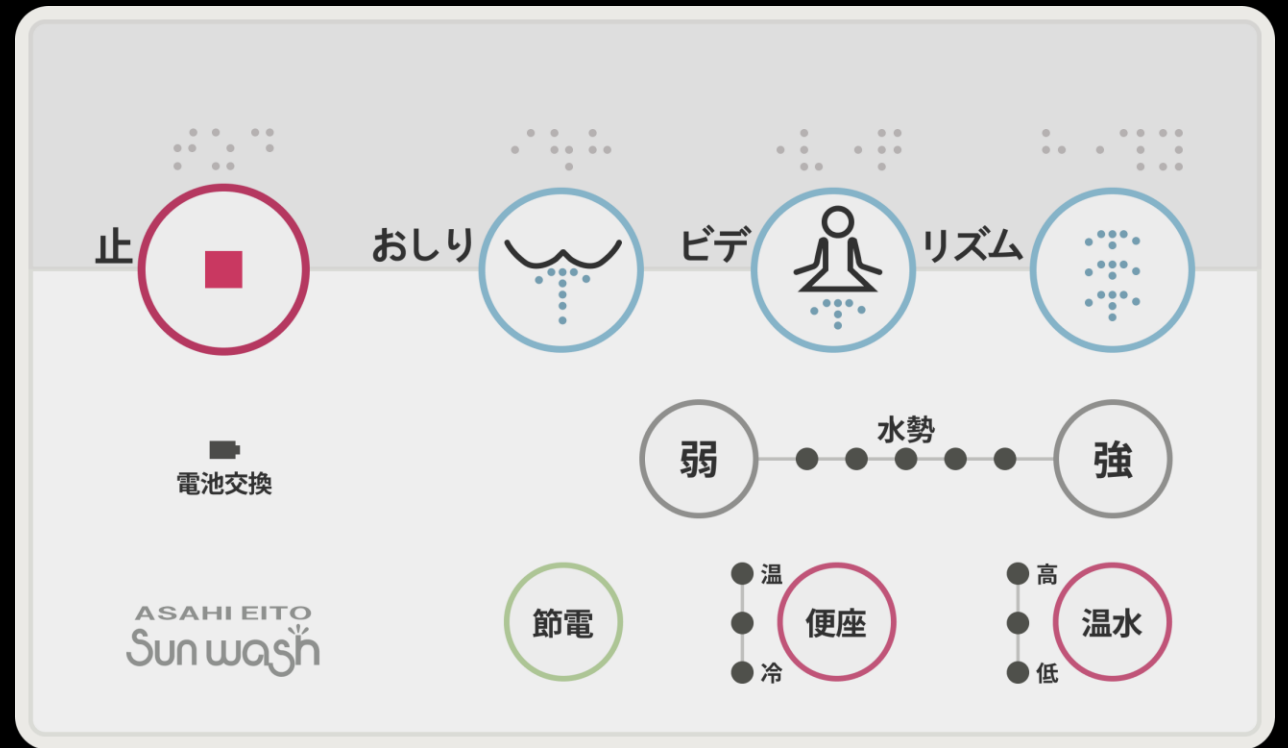 止
おしり
ビデ
リズム
水勢
弱
強
電池交換
節電
温
便座
冷
高
温水
低
ASAHI EITO
Sun wash